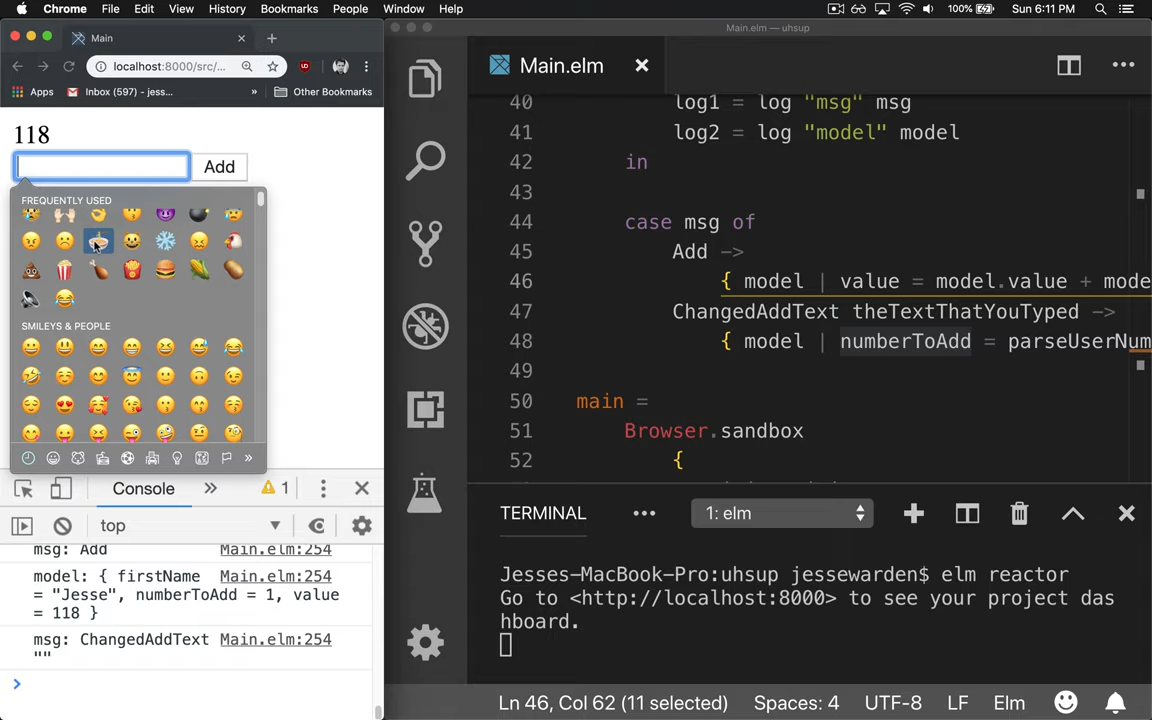 Chrome File Edit View History Bookmarks People Window Help 100% Sun 6:11 PM
Main
localhost:8000/src/...
Apps Inbox (597) - jess... » Other Bookmarks
118
Add
FREQUENTLY USED
SMILEYS & PEOPLE
»
Console » 1
top
msg: Add Main.elm:254
model: { firstName Main.elm:254
= "Jesse", numberToAdd = 1, value
= 118 }
msg: ChangedAddText Main.elm:254
""
>
Main.elm — uhsup
Main.elm
40 log1 = log "msg" msg
41 log2 = log "model" model
42 in
43
44 case msg of
45 Add ->
46 { model | value = model.value + mode
47 ChangedAddText theTextThatYouTyped ->
48 { model | numberToAdd = parseUserNum
49
50 main =
51 Browser.sandbox
52 {
TERMINAL ... 1: elm
Jesses-MacBook-Pro:uhsup jessewarden$ elm reactor
Go to <http://localhost:8000> to see your project das
hboard.
Ln 46, Col 62 (11 selected) Spaces: 4 UTF-8 LF Elm